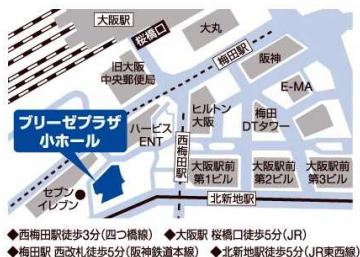 大阪駅
桜橋口
大丸
梅田駅
阪神
旧大阪
中央郵便局
E-MA
ヒルトン
大阪
梅田
DTタワー
ブリーゼプラザ
小ホール
ハービス
ENT
西梅田駅
大阪駅前
第1ビル
大阪駅前
第2ビル
大阪駅前
第3ビル
セブン
イレブン
北新地駅
◆西梅田駅徒歩3分(四つ橋線) ◆大阪駅 桜橋口徒歩5分(JR)
◆梅田駅 西改札徒歩5分(阪神鉄道本線) ◆北新地駅徒歩5分(JR東西線)